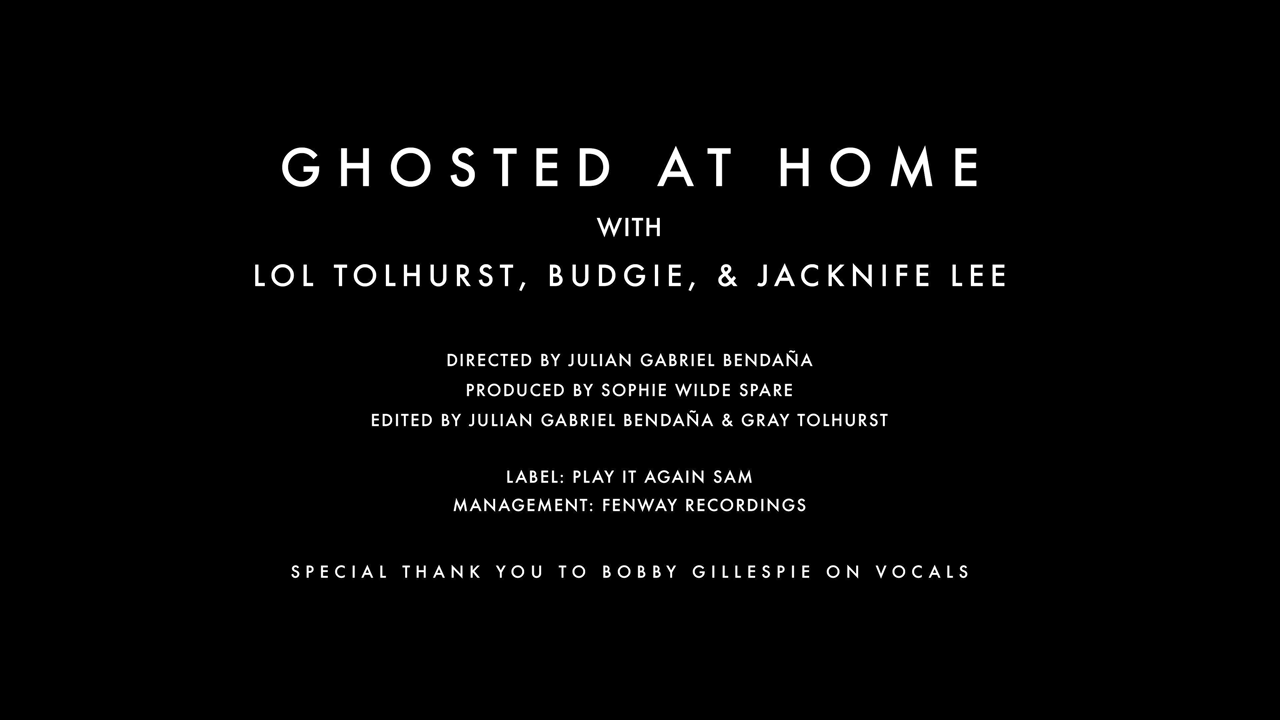 GHOSTED AT HOME
WITH
LOL TOLHURST, BUDGIE, & JACKNIFE LEE
DIRECTED BY JULIAN GABRIEL BENDAÑA
PRODUCED BY SOPHIE WILDE SPARE
EDITED BY JULIAN GABRIEL BENDAÑA & GRAY TOLHURST
LABEL: PLAY IT AGAIN SAM
MANAGEMENT: FENWAY RECORDINGS
SPECIAL THANK YOU TO BOBBY GILLESPIE ON VOCALS